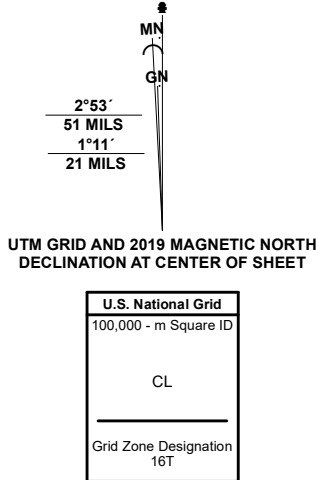 MN
GN
2°53´
51 MILS
1°11´
21 MILS
UTM GRID AND 2019 MAGNETIC NORTH
DECLINATION AT CENTER OF SHEET
U.S. National Grid
100,000 - m Square ID
CL
Grid Zone Designation
16T